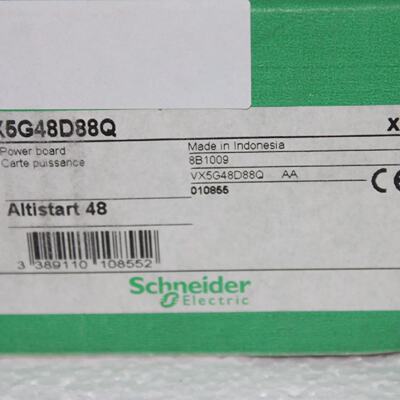 X5G48D88Q X
Power board Made in Indonesia
Carte puissance 8B1009
VX5G48D88Q AA CE
010855
Altistart 48
3 389110 108552
Schneider
Electric